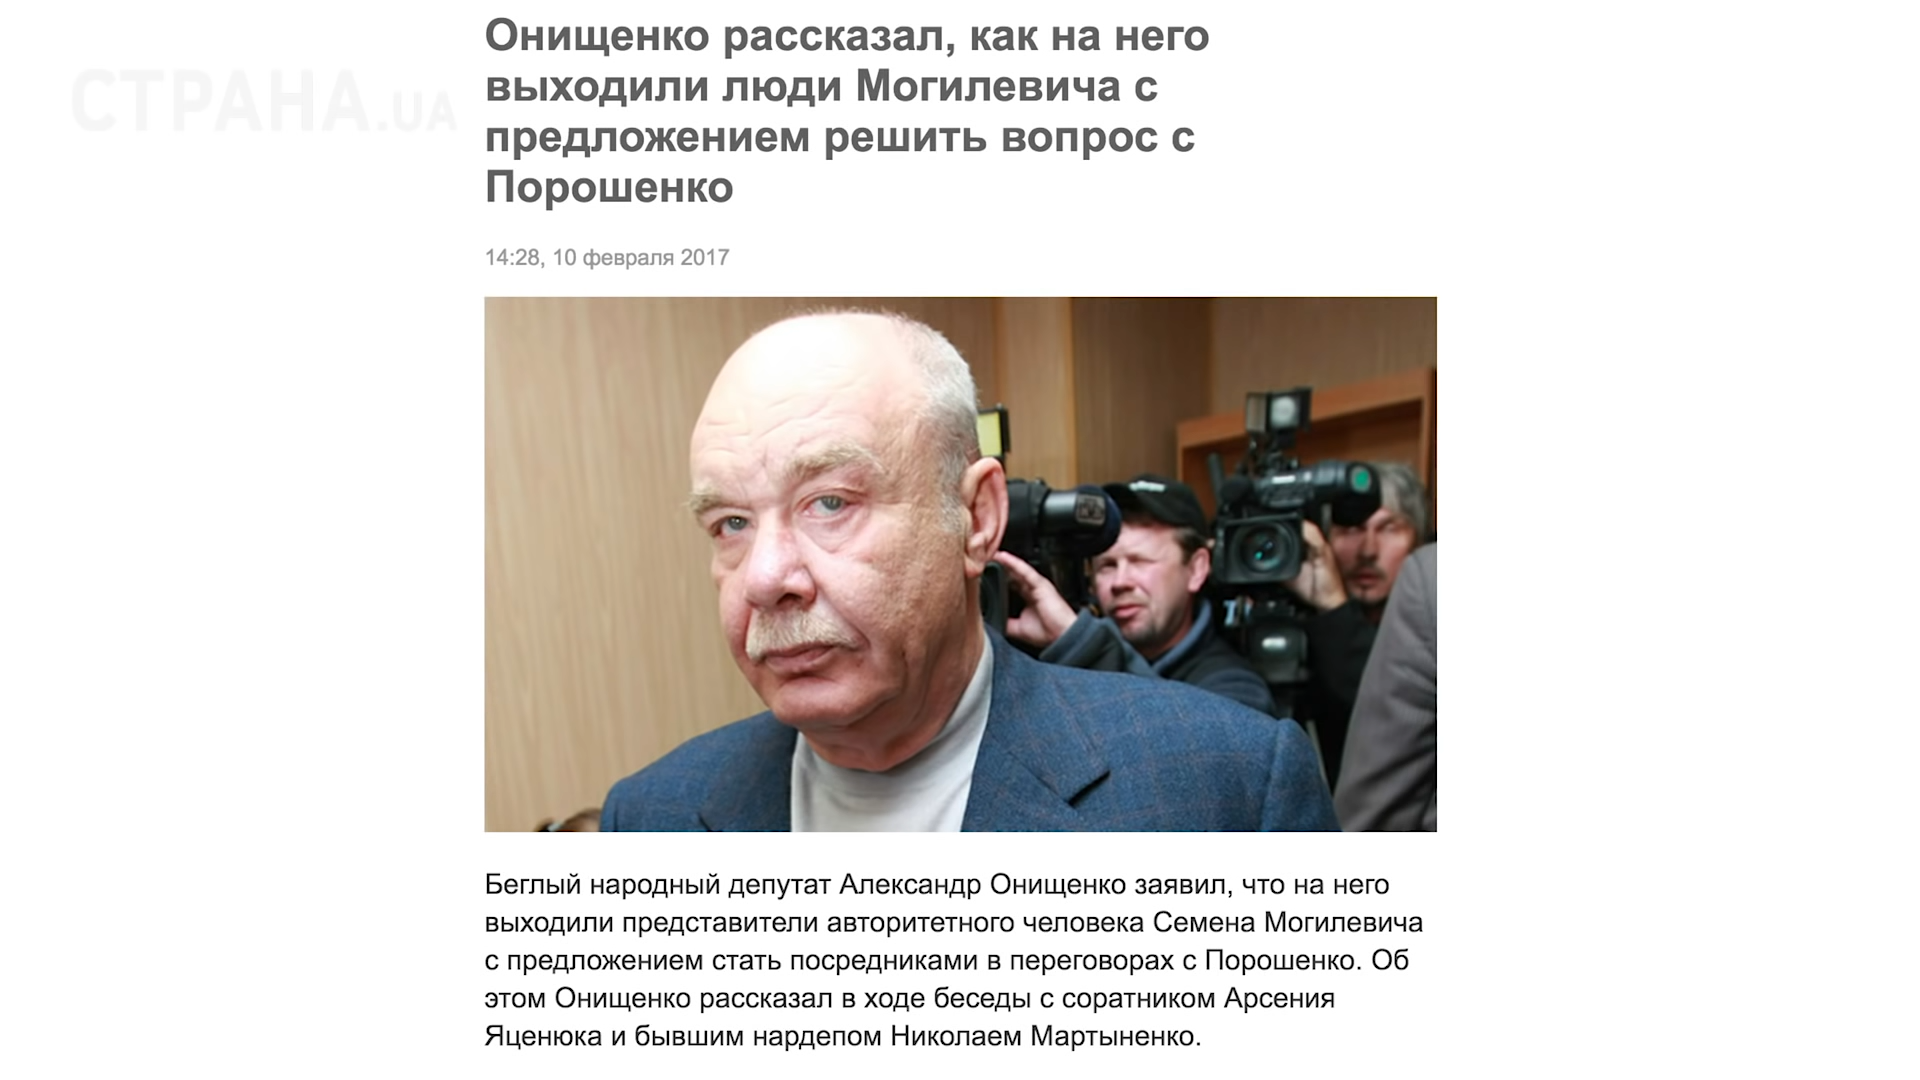 Онищенко рассказал, как на него
выходили люди Могилевича с
СТРАНА.UA
предложением решить вопрос с
Порошенко
14:28, 10 февраля 2017
Беглый народный депутат Александр Онищенко заявил, что на него
выходили представители авторитетного человека Семена Могилевича
с предложением стать посредниками в переговорах с Порошенко. Об
этом Онищенко рассказал в ходе беседы с соратником Арсения
Яценюка и бывшим нардепом Николаем Мартыненко.